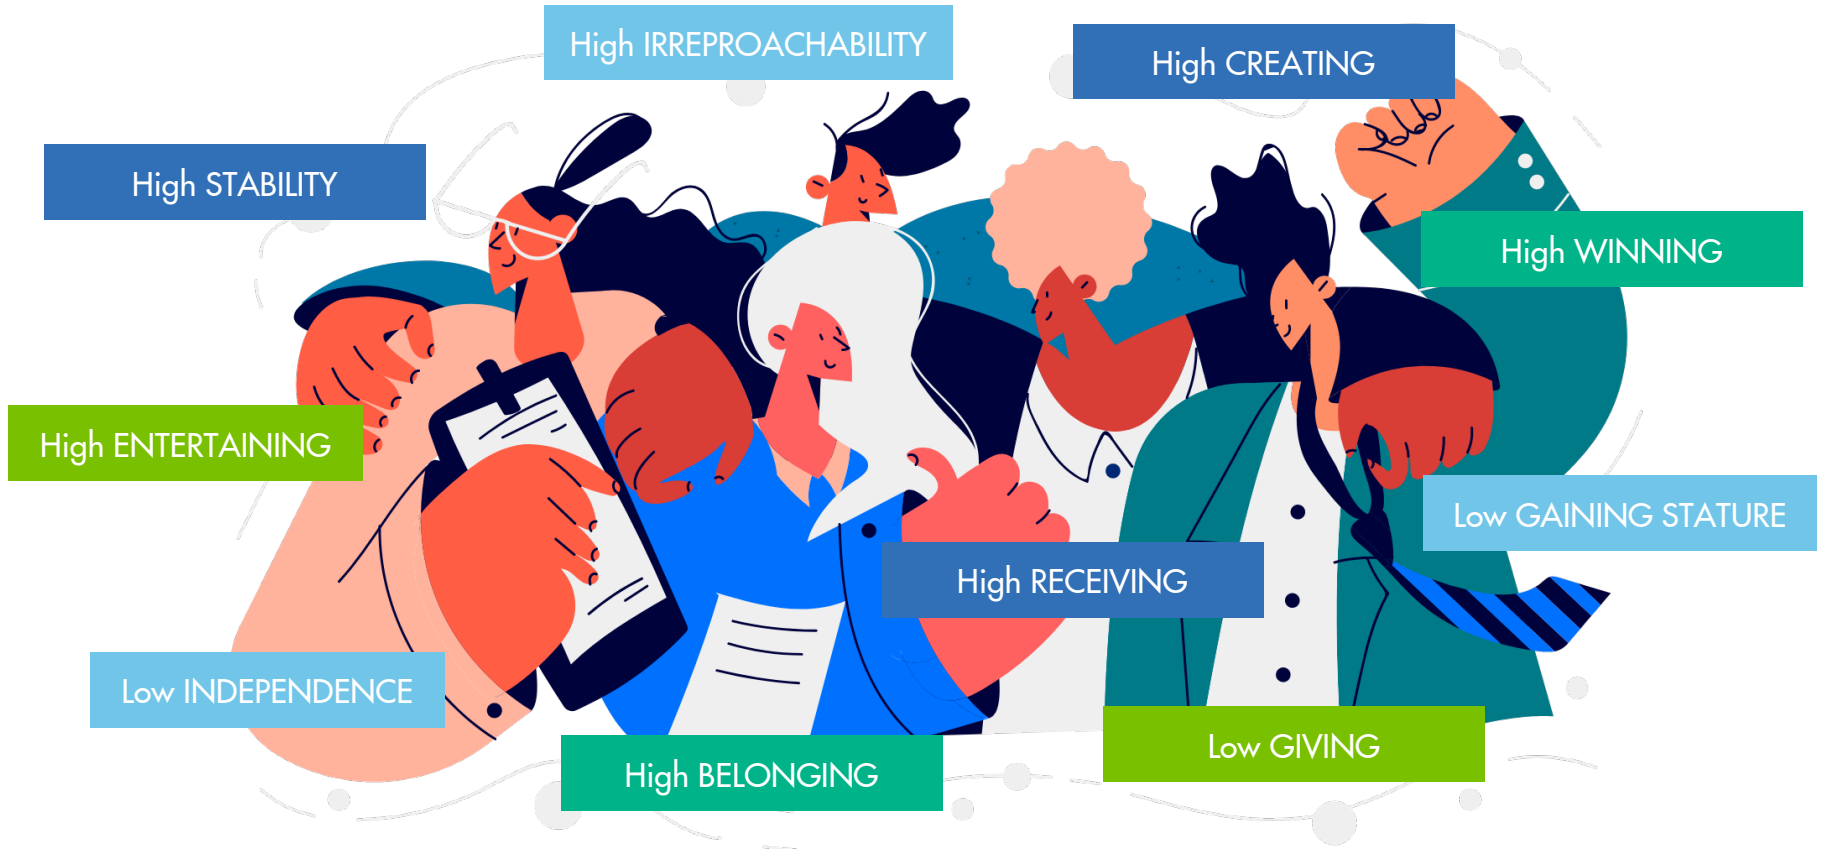 High IRREPROACHABILITY
High CREATING
High STABILITY
High WINNING
High ENTERTAINING
Low GAINING STATURE
High RECEIVING
Low INDEPENDENCE
Low GIVING
High BELONGING